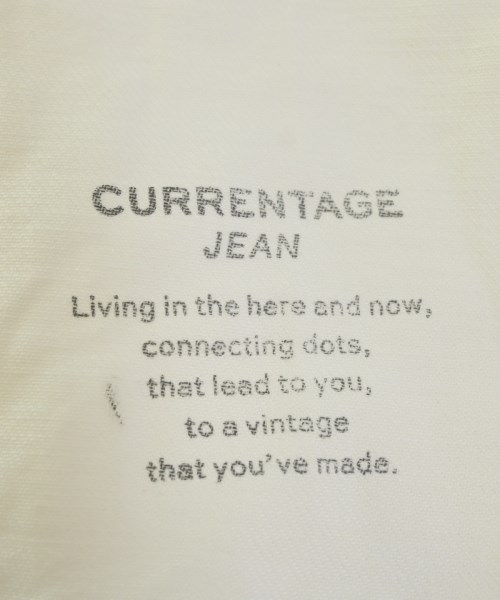 CURRENTAGE
JEAN
Living in the here and now,
connecting dots,
that lead to you,
to a vintage
that you've made.